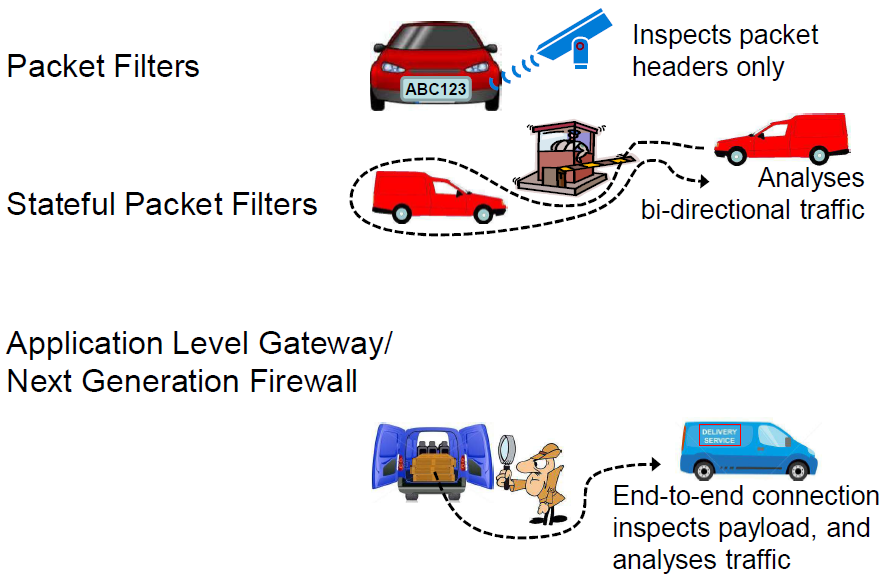 Packet Filters
ABC123
Inspects packet
headers only
Stateful Packet Filters
Analyses
bi-directional traffic
Application Level Gateway/
Next Generation Firewall
DELIVERY
SERVICE
End-to-end connection
inspects payload, and
analyses traffic